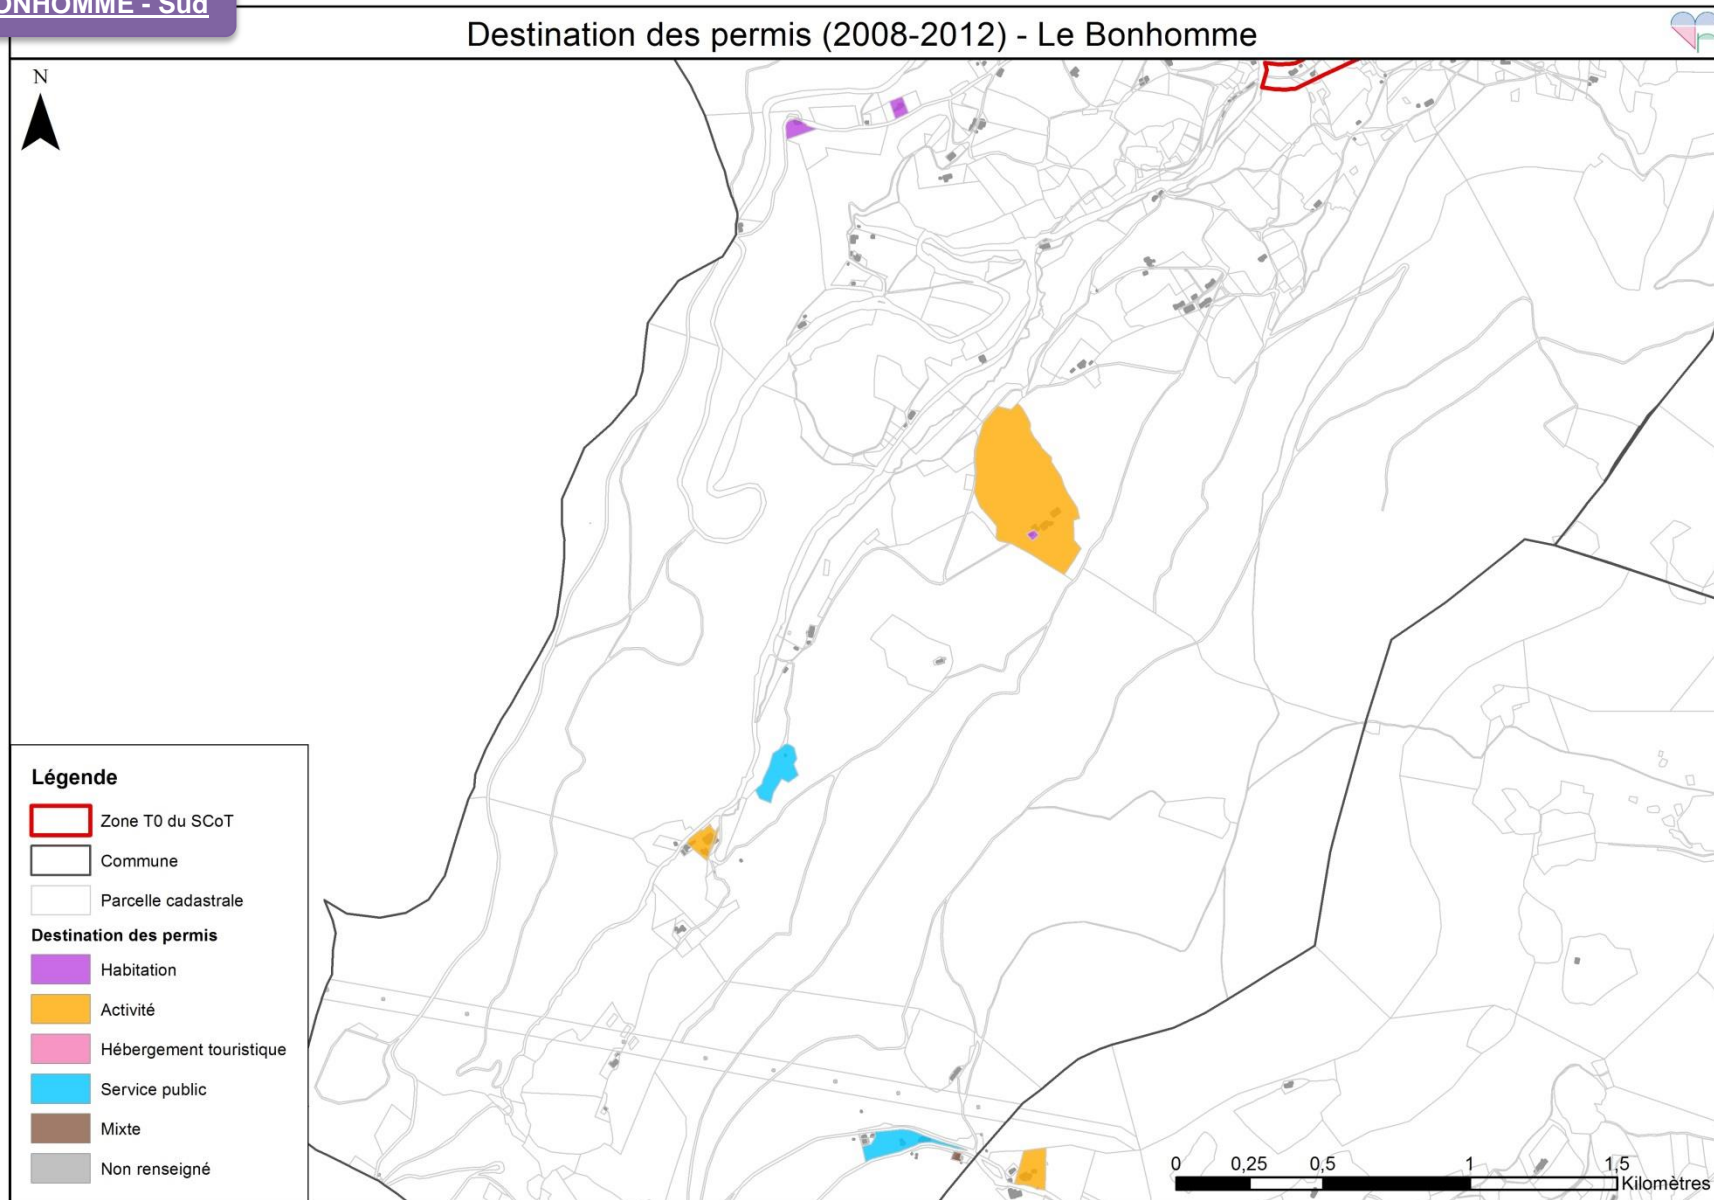 ONHOMME - Sud
Destination des permis (2008-2012) - Le Bonhomme
N
Légende
Zone T0 du SCoT
Commune
Parcelle cadastrale
Destination des permis
Habitation
Activité
Hébergement touristique
Service public
Mixte
Non renseigné
0 0,25 0,5 1 1,5
Kilomètres